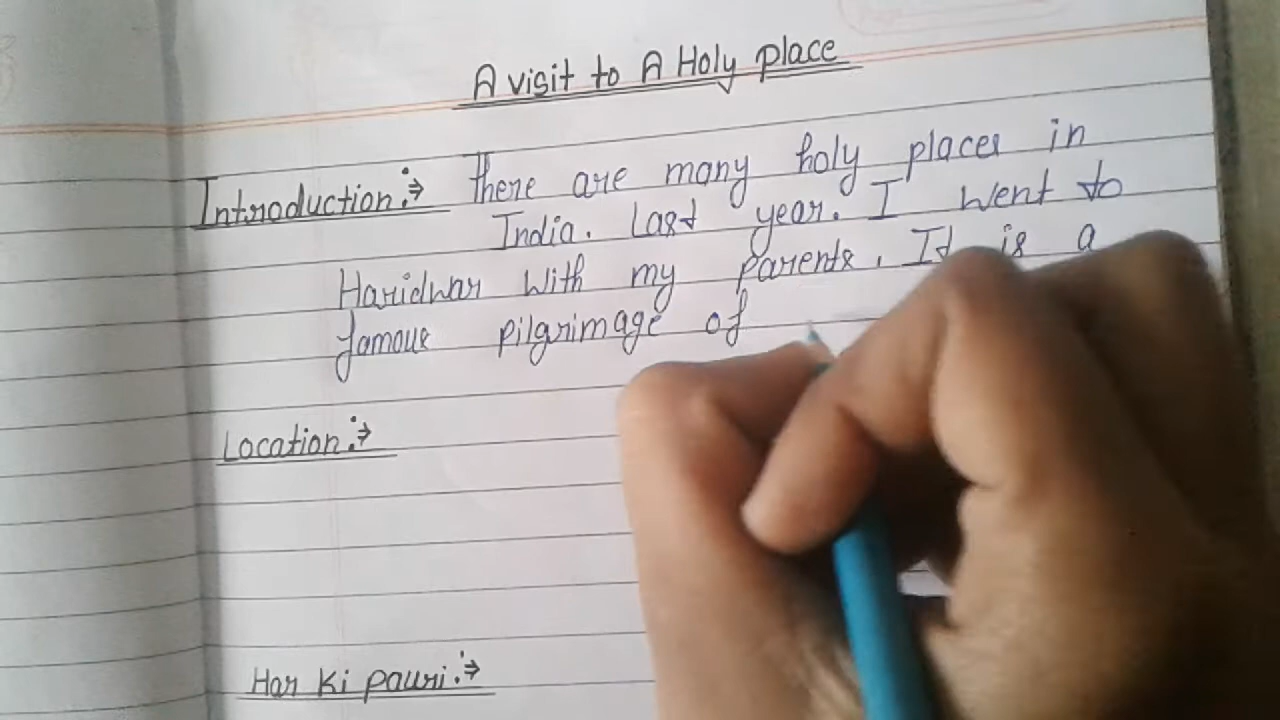 A visit to A Holy place
Introduction:→ There are many holy places in
India. Last year. I went to
Haridwar with my parents. It is a
famous pilgrimage of
Location:→
Har Ki pauri:→